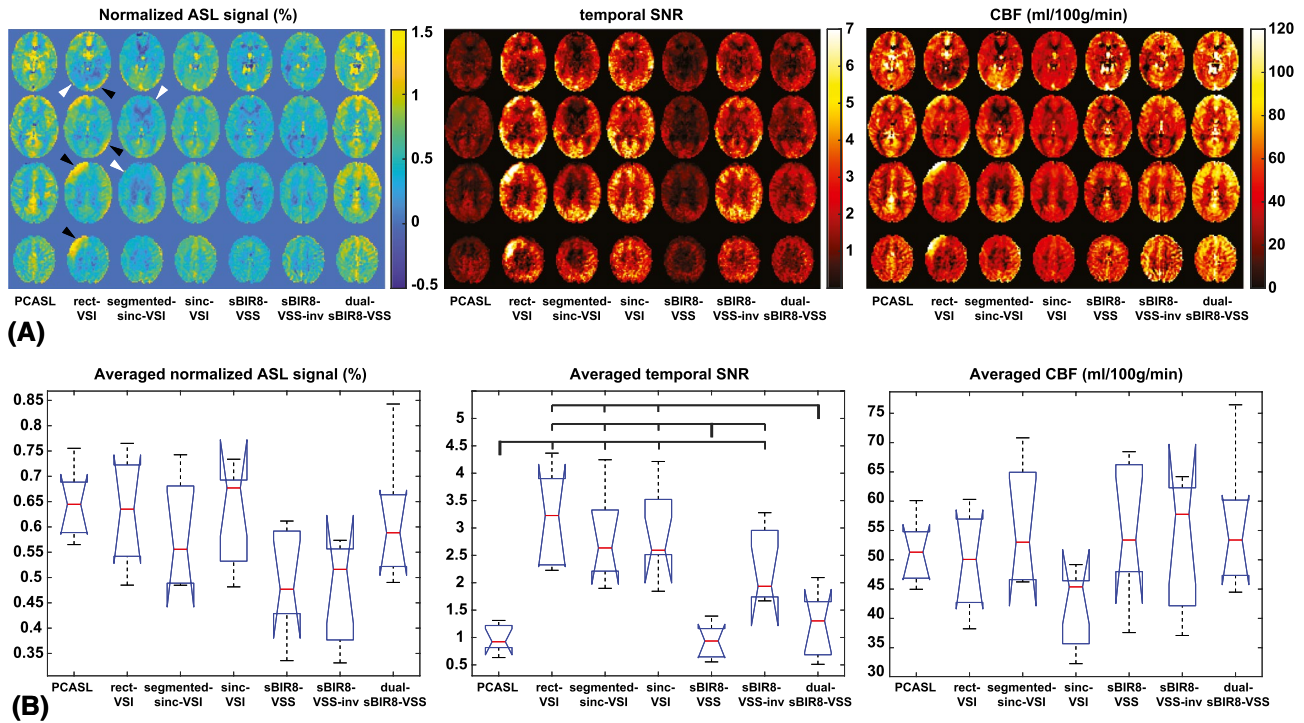 Normalized ASL signal (%)
1.5
1
0.5
0
-0.5
PCASL
rect-
VSI
segmented-
sinc-VSI
sinc-
VSI
sBIR8-
VSS
sBIR8-
VSS-inv
dual-
sBIR8-VSS
temporal SNR
7
6
5
4
3
2
1
PCASL
rect-
VSI
segmented-
sinc-VSI
sinc-
VSI
sBIR8-
VSS
sBIR8-
VSS-inv
dual-
sBIR8-VSS
CBF (ml/100g/min)
120
100
80
60
40
20
0
PCASL
rect-
VSI
segmented-
sinc-VSI
sinc-
VSI
sBIR8-
VSS
sBIR8-
VSS-inv
dual-
sBIR8-VSS
(A)
Averaged normalized ASL signal (%)
0.85
0.8
0.75
0.7
0.65
0.6
0.55
0.5
0.45
0.4
0.35
PCASL
rect-
VSI
segmented-
sinc-VSI
sinc-
VSI
sBIR8-
VSS
sBIR8-
VSS-inv
dual-
sBIR8-VSS
Averaged temporal SNR
5
4.5
4
3.5
3
2.5
2
1.5
1
0.5
PCASL
rect-
VSI
segmented-
sinc-VSI
sinc-
VSI
sBIR8-
VSS
sBIR8-
VSS-inv
dual-
sBIR8-VSS
Averaged CBF (ml/100g/min)
75
70
65
60
55
50
45
40
35
30
PCASL
rect-
VSI
segmented-
sinc-VSI
sinc-
VSI
sBIR8-
VSS
sBIR8-
VSS-inv
dual-
sBIR8-VSS
(B)